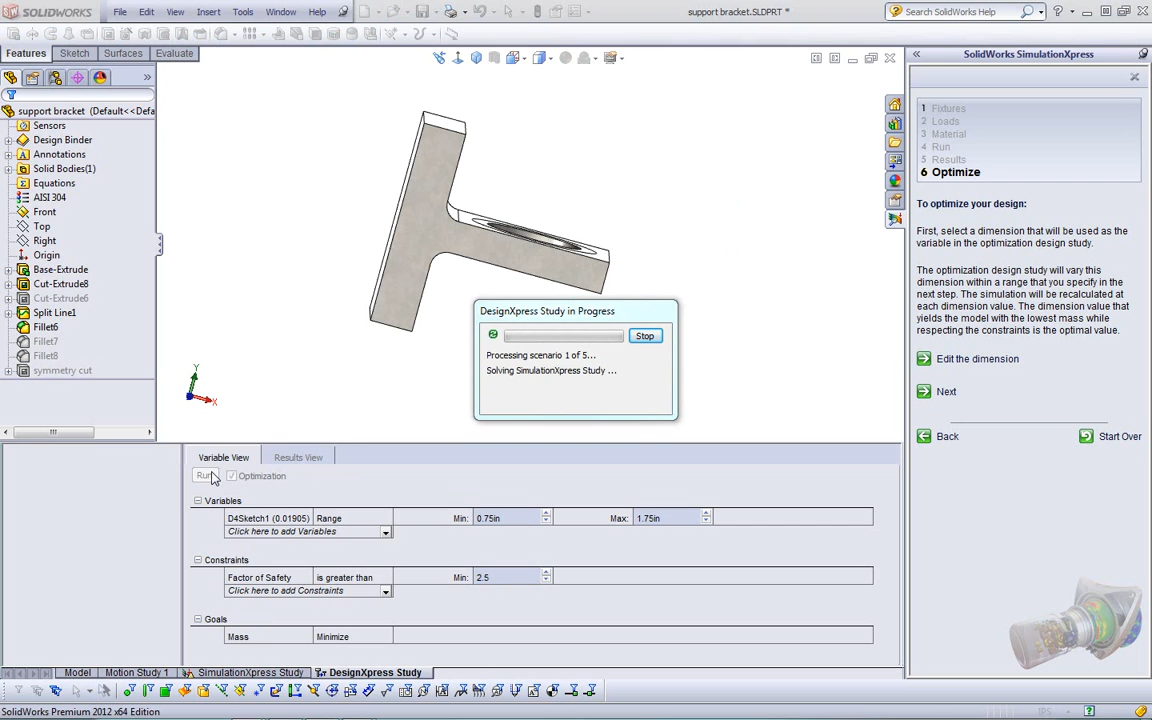 SOLIDWORKS File Edit View Insert Tools Window Help support bracket.SLDPRT * Search SolidWorks Help
Features Sketch Surfaces Evaluate
SolidWorks SimulationXpress
support bracket (Default<<Defa
Sensors
Design Binder
Annotations
Solid Bodies(1)
Equations
AISI 304
Front
Top
Right
Origin
Base-Extrude
Cut-Extrude8
Cut-Extrude6
Split Line1
Fillet6
Fillet7
Fillet8
symmetry cut
Y
X
DesignXpress Study in Progress
Stop
Processing scenario 1 of 5...
Solving SimulationXpress Study ...
1 Fixtures
2 Loads
3 Material
4 Run
5 Results
6 Optimize
To optimize your design:
First, select a dimension that will be used as the
variable in the optimization design study.
The optimization design study will vary this
dimension within a range that you specify in the
next step. The simulation will be recalculated at
each dimension value. The dimension value that
yields the model with the lowest mass while
respecting the constraints is the optimal value.
Edit the dimension
Next
Back Start Over
Variable View Results View
Run Optimization
Variables
D4Sketch1 (0.01905) Range Min: 0.75in Max: 1.75in
Click here to add Variables
Constraints
Factor of Safety is greater than Min: 2.5
Click here to add Constraints
Goals
Mass Minimize
Model Motion Study 1 SimulationXpress Study DesignXpress Study
SolidWorks Premium 2012 x64 Edition IPS